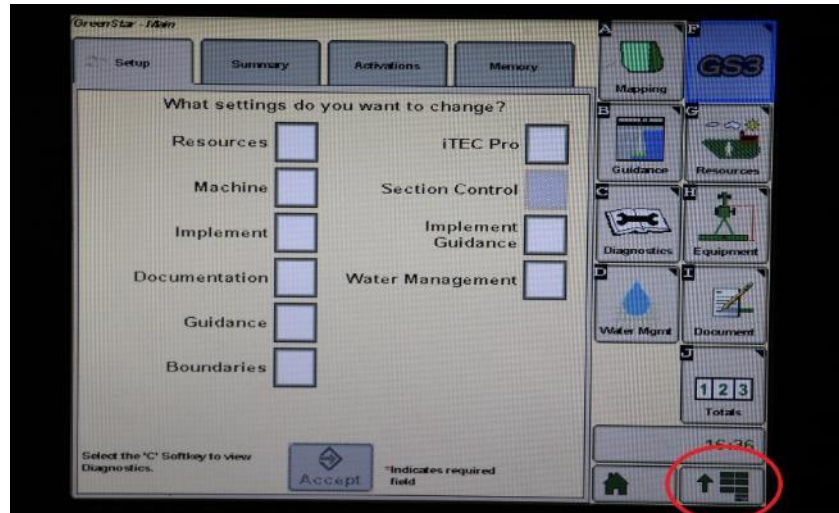 GreenStar - Main
Setup
Summary
Activations
Memory
What settings do you want to change?
Resources
Machine
Implement
Documentation
Guidance
Boundaries
iTEC Pro
Section Control
Implement
Guidance
Water Management
Select the 'C' Softkey to view
Diagnostics.
Accept
*Indicates required
field
A
Mapping
F
GS3
B
Guidance
G
Resources
C
Diagnostics
H
Equipment
D
Water Mgmt
I
Document
J
1 2 3
Totals
16:36